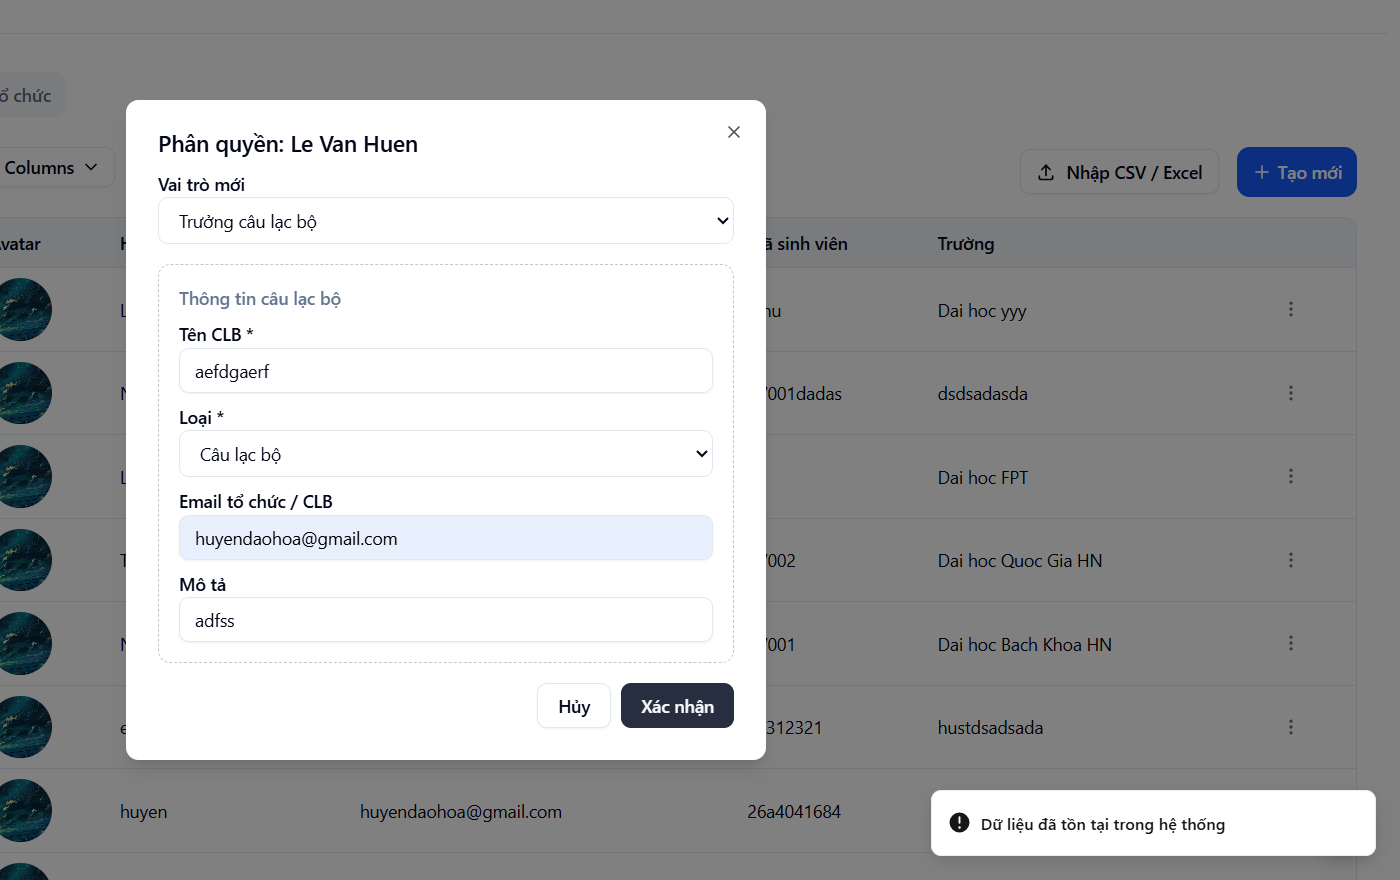 ổ chức
Columns
Nhập CSV / Excel
+ Tạo mới
vatar
ã sinh viên
Trường
Phân quyền: Le Van Huen
Vai trò mới
Trưởng câu lạc bộ
Thông tin câu lạc bộ
Tên CLB *
aefdgaerf
Loại *
Câu lạc bộ
Email tổ chức / CLB
huyendaohoa@gmail.com
Mô tả
adfss
Hủy
Xác nhận
Dai hoc yyy
001dadas
dsdsadasda
Dai hoc FPT
002
Dai hoc Quoc Gia HN
001
Dai hoc Bach Khoa HN
312321
hustdsadsada
huyen
huyendaohoa@gmail.com
26a4041684
Dữ liệu đã tồn tại trong hệ thống